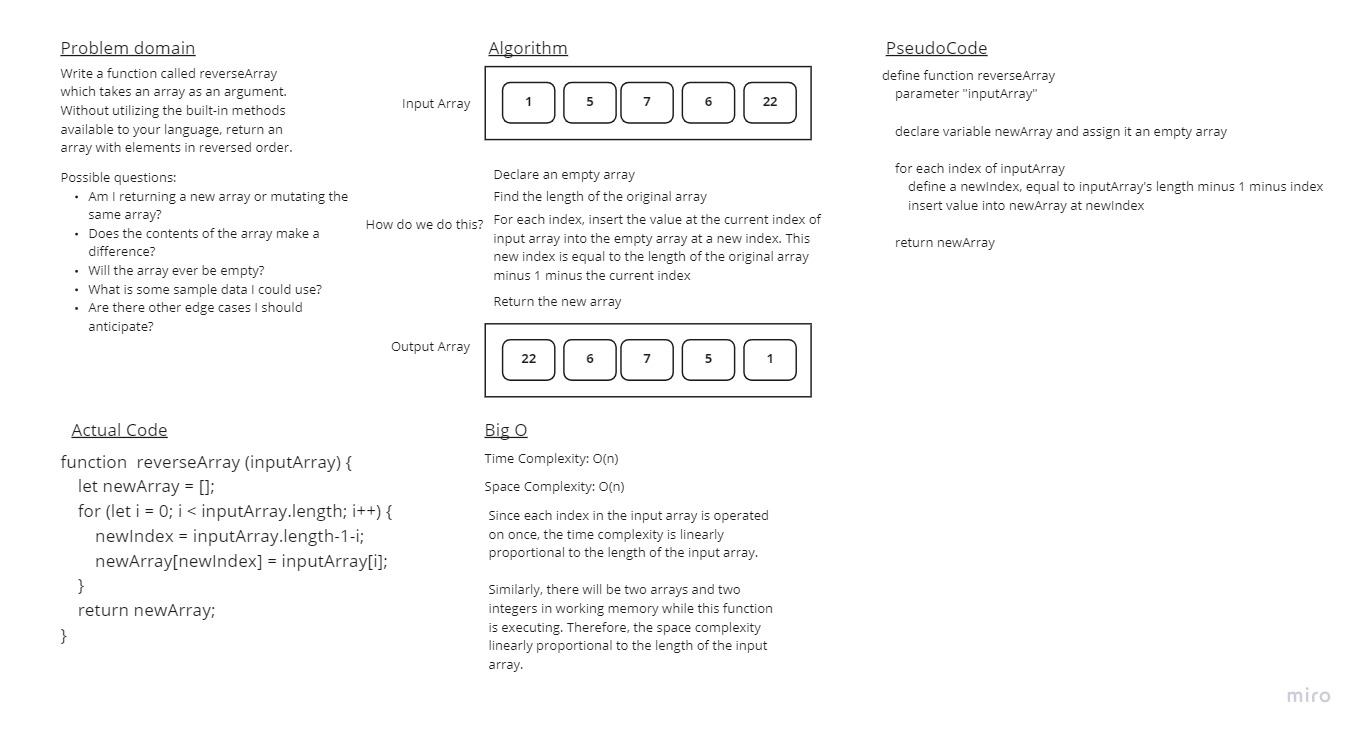 Problem domain
Write a function called reverseArray
which takes an array as an argument.
Without utilizing the built-in methods
available to your language, return an
array with elements in reversed order.
Possible questions:
• Am I returning a new array or mutating the
same array?
• Does the contents of the array make a
difference?
• Will the array ever be empty?
• What is some sample data I could use?
• Are there other edge cases I should
anticipate?
Algorithm
Input Array
1 5 7 6 22
Declare an empty array
Find the length of the original array
How do we do this?
For each index, insert the value at the current index of
input array into the empty array at a new index. This
new index is equal to the length of the original array
minus 1 minus the current index
Return the new array
Output Array
22 6 7 5 1
PseudoCode
define function reverseArray
parameter "inputArray"
declare variable newArray and assign it an empty array
for each index of inputArray
define a newIndex, equal to inputArray's length minus 1 minus index
insert value into newArray at newIndex
return newArray
Actual Code
function  reverseArray (inputArray) {
let newArray = [];
for (let i = 0; i < inputArray.length; i++) {
newIndex = inputArray.length-1-i;
newArray[newIndex] = inputArray[i];
}
return newArray;
}
Big O
Time Complexity: O(n)
Space Complexity: O(n)
Since each index in the input array is operated
on once, the time complexity is linearly
proportional to the length of the input array.
Similarly, there will be two arrays and two
integers in working memory while this function
is executing. Therefore, the space complexity
linearly proportional to the length of the input
array.
miro